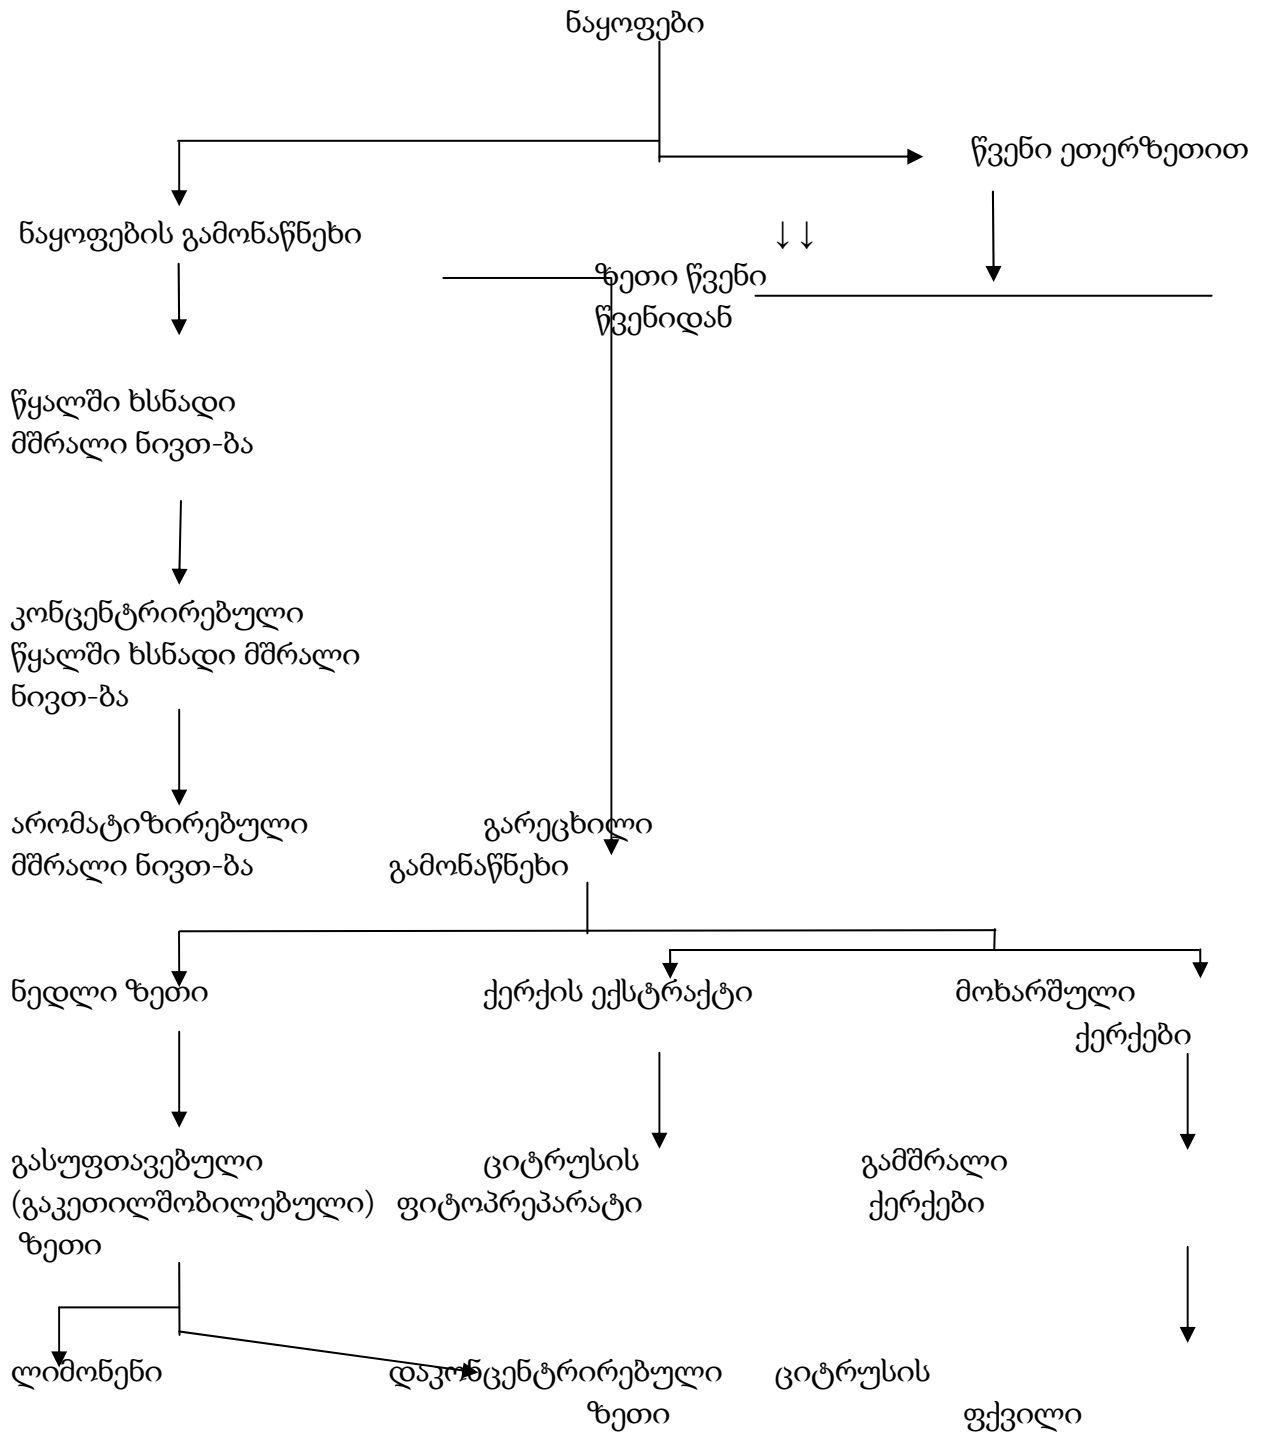 ნაყოფები
წვენი ეთერზეთით
ნაყოფების გამონაწნეხი
↓↓
ზეთი წვენი
წვენიდან
წყალში ხსნადი
მშრალი ნივთ-ბა
კონცენტრირებული
წყალში ხსნადი მშრალი
ნივთ-ბა
არომატიზირებული გარეცხილი
მშრალი ნივთ-ბა გამონაწნეხი
ნედლი ზეთი ქერქის ექსტრაქტი მოხარშული
ქერქები
გასუფთავებული ციტრუსის გამშრალი
(გაკეთილშობილებული) ფიტოპრეპარატი ქერქები
ზეთი
ლიმონენი დაკონცენტრირებული ციტრუსის
ზეთი ფქვილი